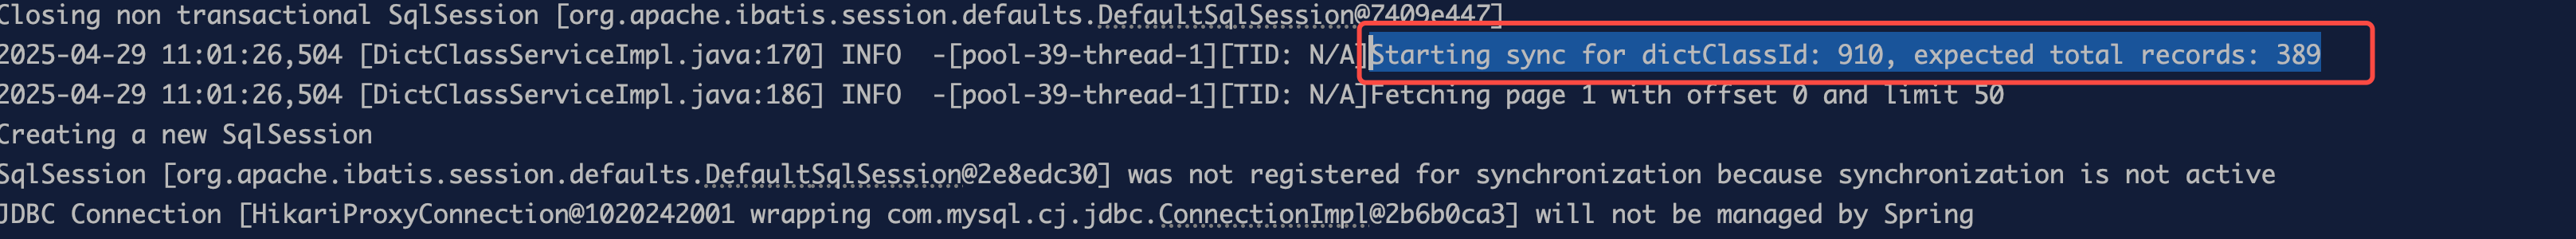 Closing non transactional SqlSession [org.apache.ibatis.session.defaults.DefaultSqlSession@7409e447]
2025-04-29 11:01:26,504 [DictClassServiceImpl.java:170] INFO  -[pool-39-thread-1][TID: N/A]Starting sync for dictClassId: 910, expected total records: 389
2025-04-29 11:01:26,504 [DictClassServiceImpl.java:186] INFO  -[pool-39-thread-1][TID: N/A]Fetching page 1 with offset 0 and limit 50
Creating a new SqlSession
SqlSession [org.apache.ibatis.session.defaults.DefaultSqlSession@2e8edc30] was not registered for synchronization because synchronization is not active
JDBC Connection [HikariProxyConnection@1020242001 wrapping com.mysql.cj.jdbc.ConnectionImpl@2b6b0ca3] will not be managed by Spring